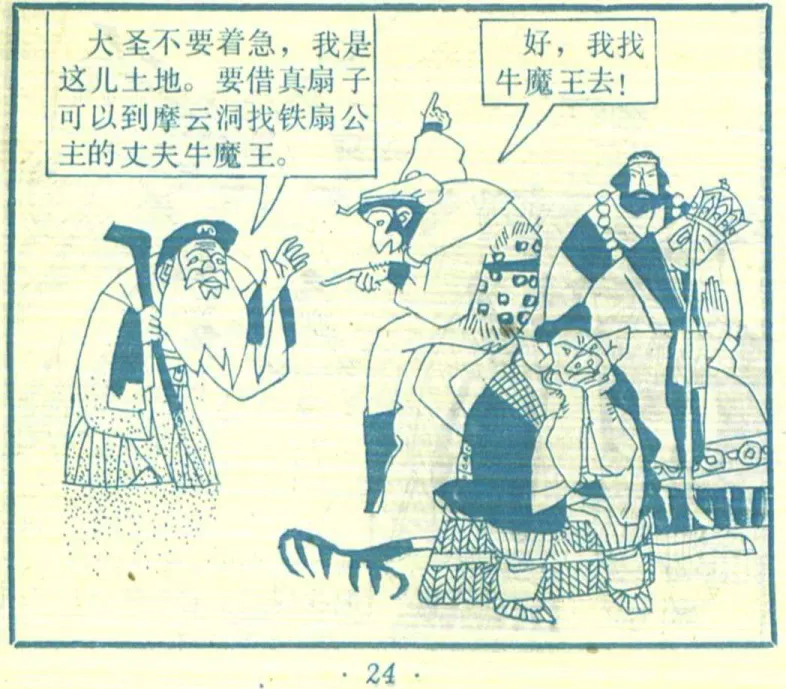 大圣不要着急，我是
这儿土地。要借真扇子
可以到摩云洞找铁扇公
主的丈夫牛魔王。
好，我找
牛魔王去！
· 24 ·